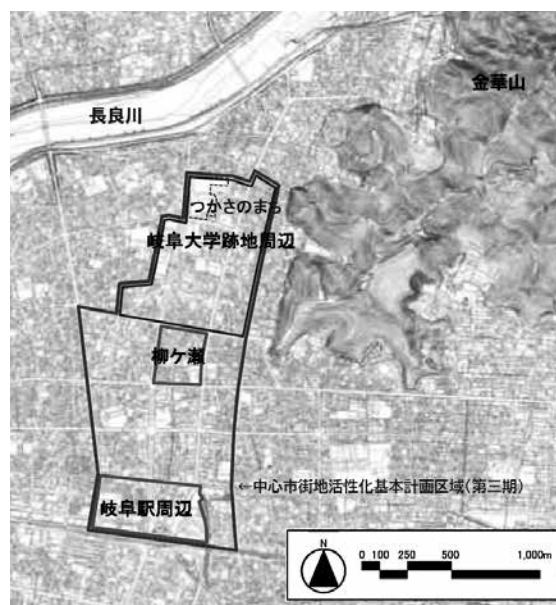 金華山
長良川
つかさのまち
岐阜大学跡地周辺
柳ケ瀬
←中心市街地活性化基本計画区域(第三期)
岐阜駅周辺
N
0 100 250 500 1,000m